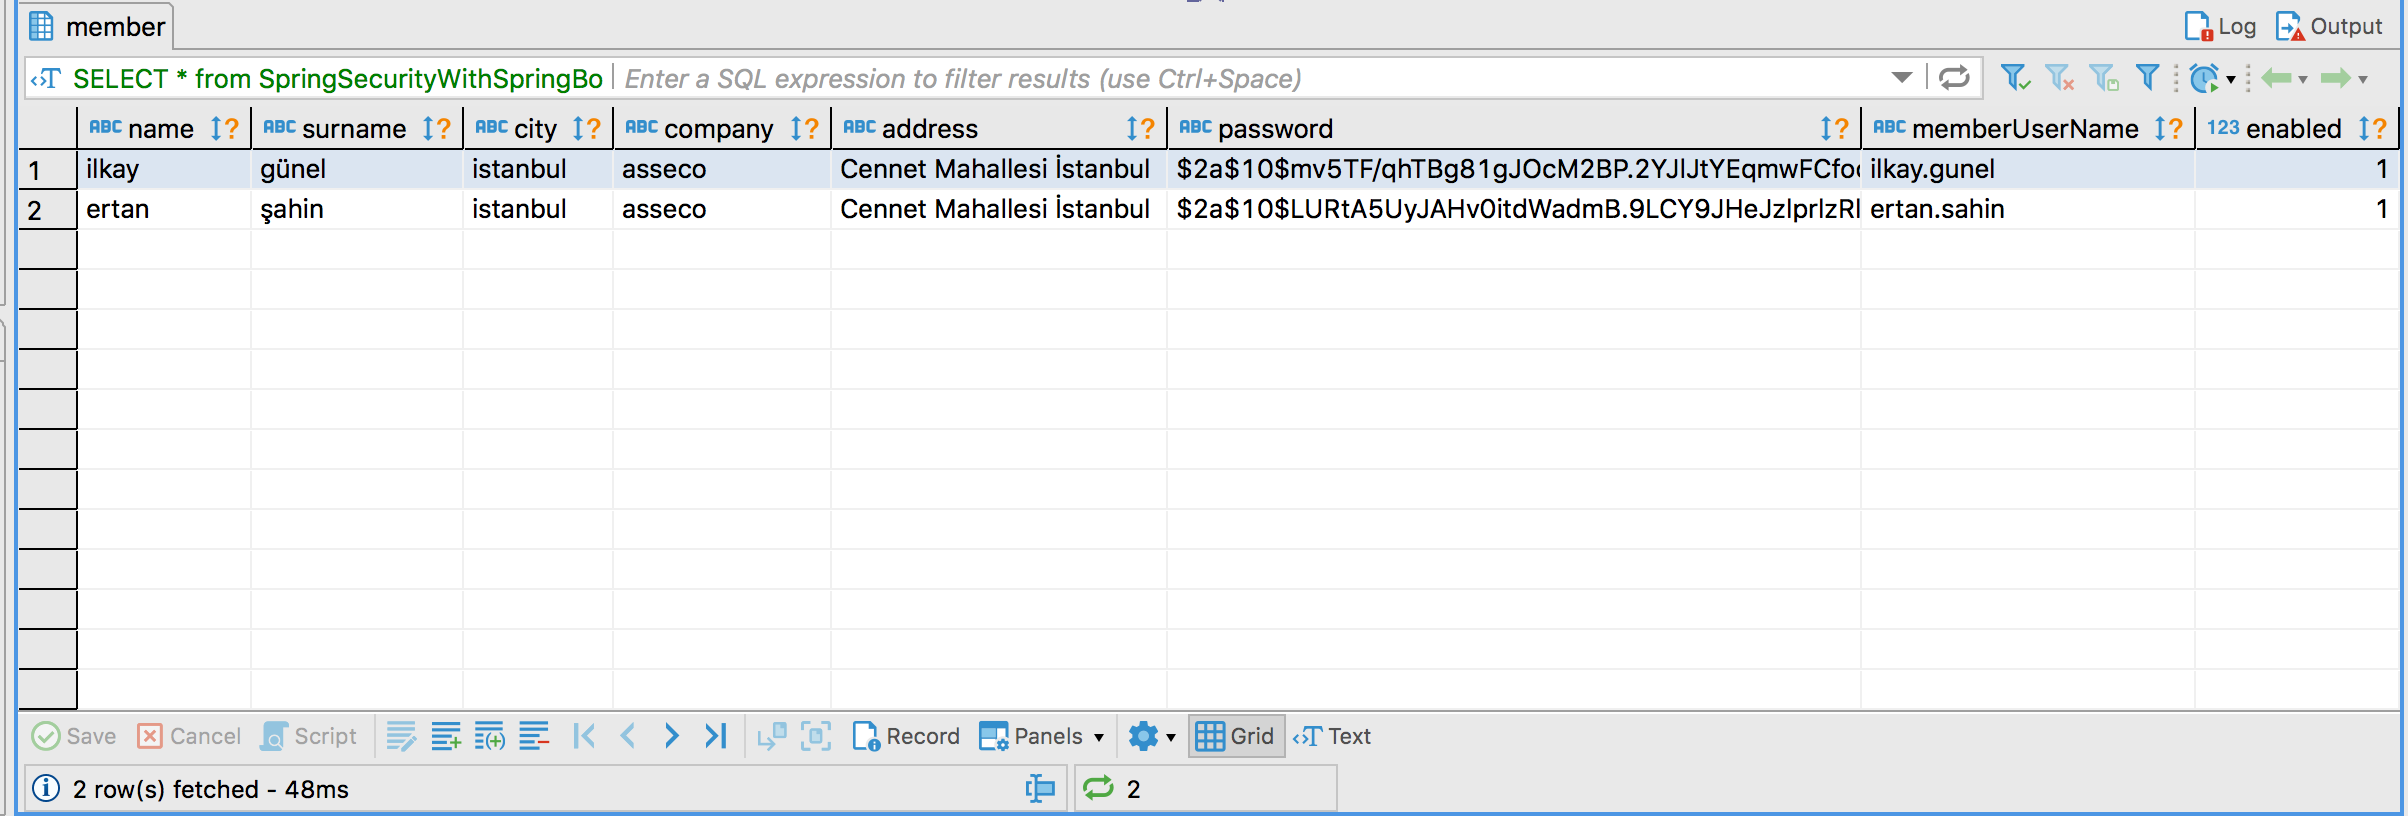 member Log Output
SELECT * from SpringSecurityWithSpringBo Enter a SQL expression to filter results (use Ctrl+Space)
ABC name ABC surname ABC city ABC company ABC address ABC password ABC memberUserName 123 enabled
1 ilkay günel istanbul asseco Cennet Mahallesi İstanbul $2a$10$mv5TF/qhTBg81gJOcM2BP.2YJlJtYEqmwFCfo ilkay.gunel 1
2 ertan şahin istanbul asseco Cennet Mahallesi İstanbul $2a$10$LURtA5UyJAHv0itdWadmB.9LCY9JHeJzIprlzRl ertan.sahin 1
Save Cancel Script Record Panels Grid Text
2 row(s) fetched - 48ms 2